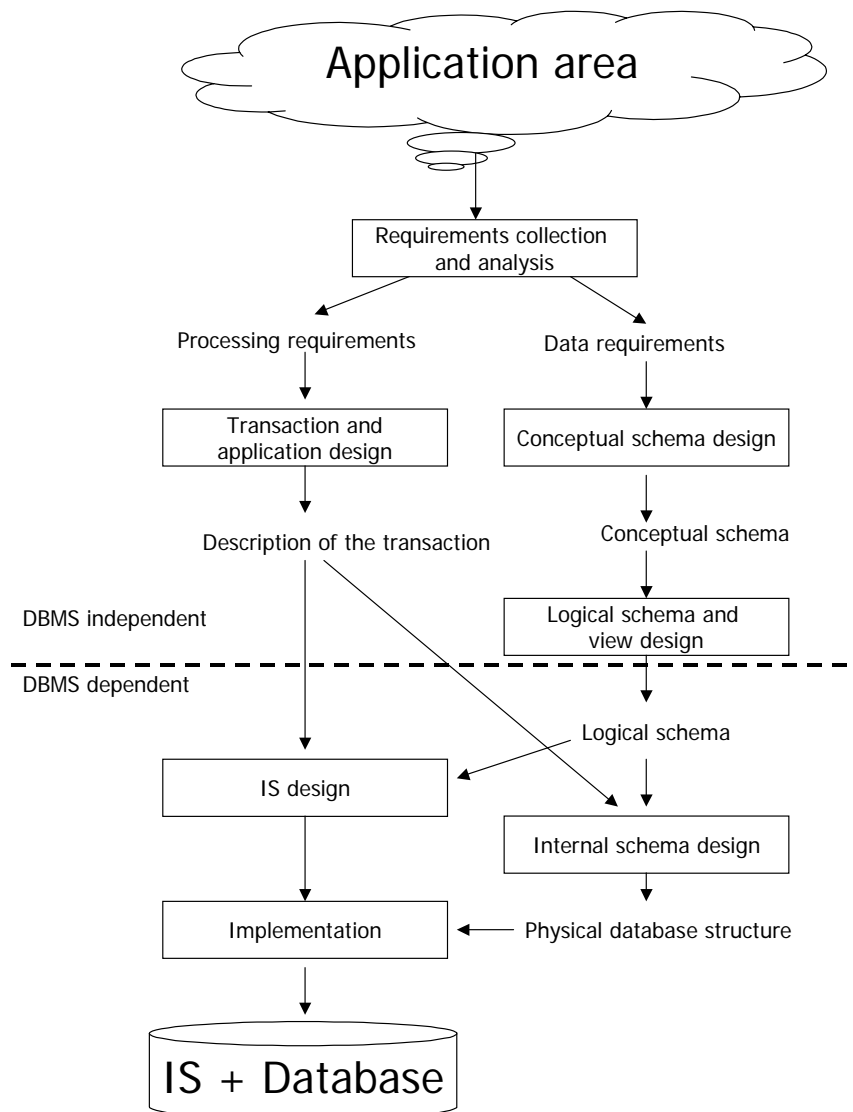 Application area
Requirements collection
and analysis
Processing requirements
Data requirements
Transaction and
application design
Conceptual schema design
Description of the transaction
Conceptual schema
DBMS independent
Logical schema and
view design
DBMS dependent
Logical schema
IS design
Internal schema design
Implementation
Physical database structure
IS + Database